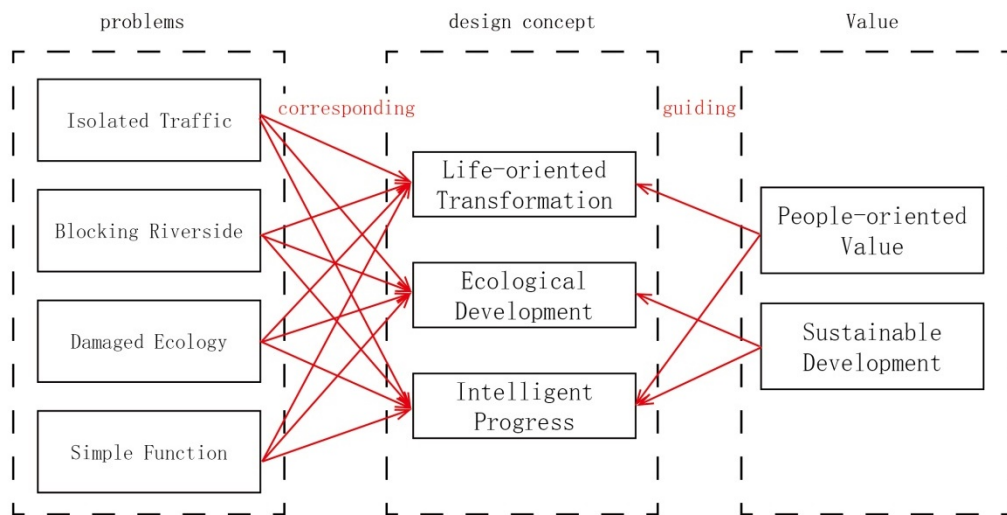 problems
design concept
Value
Isolated Traffic
corresponding
guiding
Life-oriented
Transformation
Blocking Riverside
People-oriented
Value
Ecological
Development
Damaged Ecology
Sustainable
Development
Intelligent
Progress
Simple Function